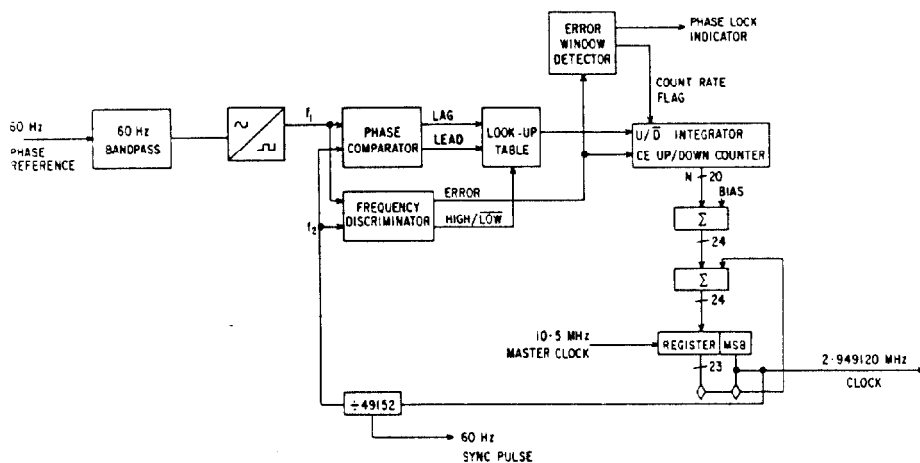 60 Hz
PHASE
REFERENCE
60 Hz
BANDPASS
f1
PHASE
COMPARATOR
LAG
LEAD
LOOK-UP
TABLE
FREQUENCY
DISCRIMINATOR
f2
ERROR
HIGH/LOW
ERROR
WINDOW
DETECTOR
PHASE LOCK
INDICATOR
COUNT RATE
FLAG
U/D INTEGRATOR
CE UP/DOWN COUNTER
N 20
BIAS
Σ
24
Σ
24
10·5 MHz
MASTER CLOCK
REGISTER MSB
23
2·949120 MHz
CLOCK
÷49152
60 Hz
SYNC PULSE